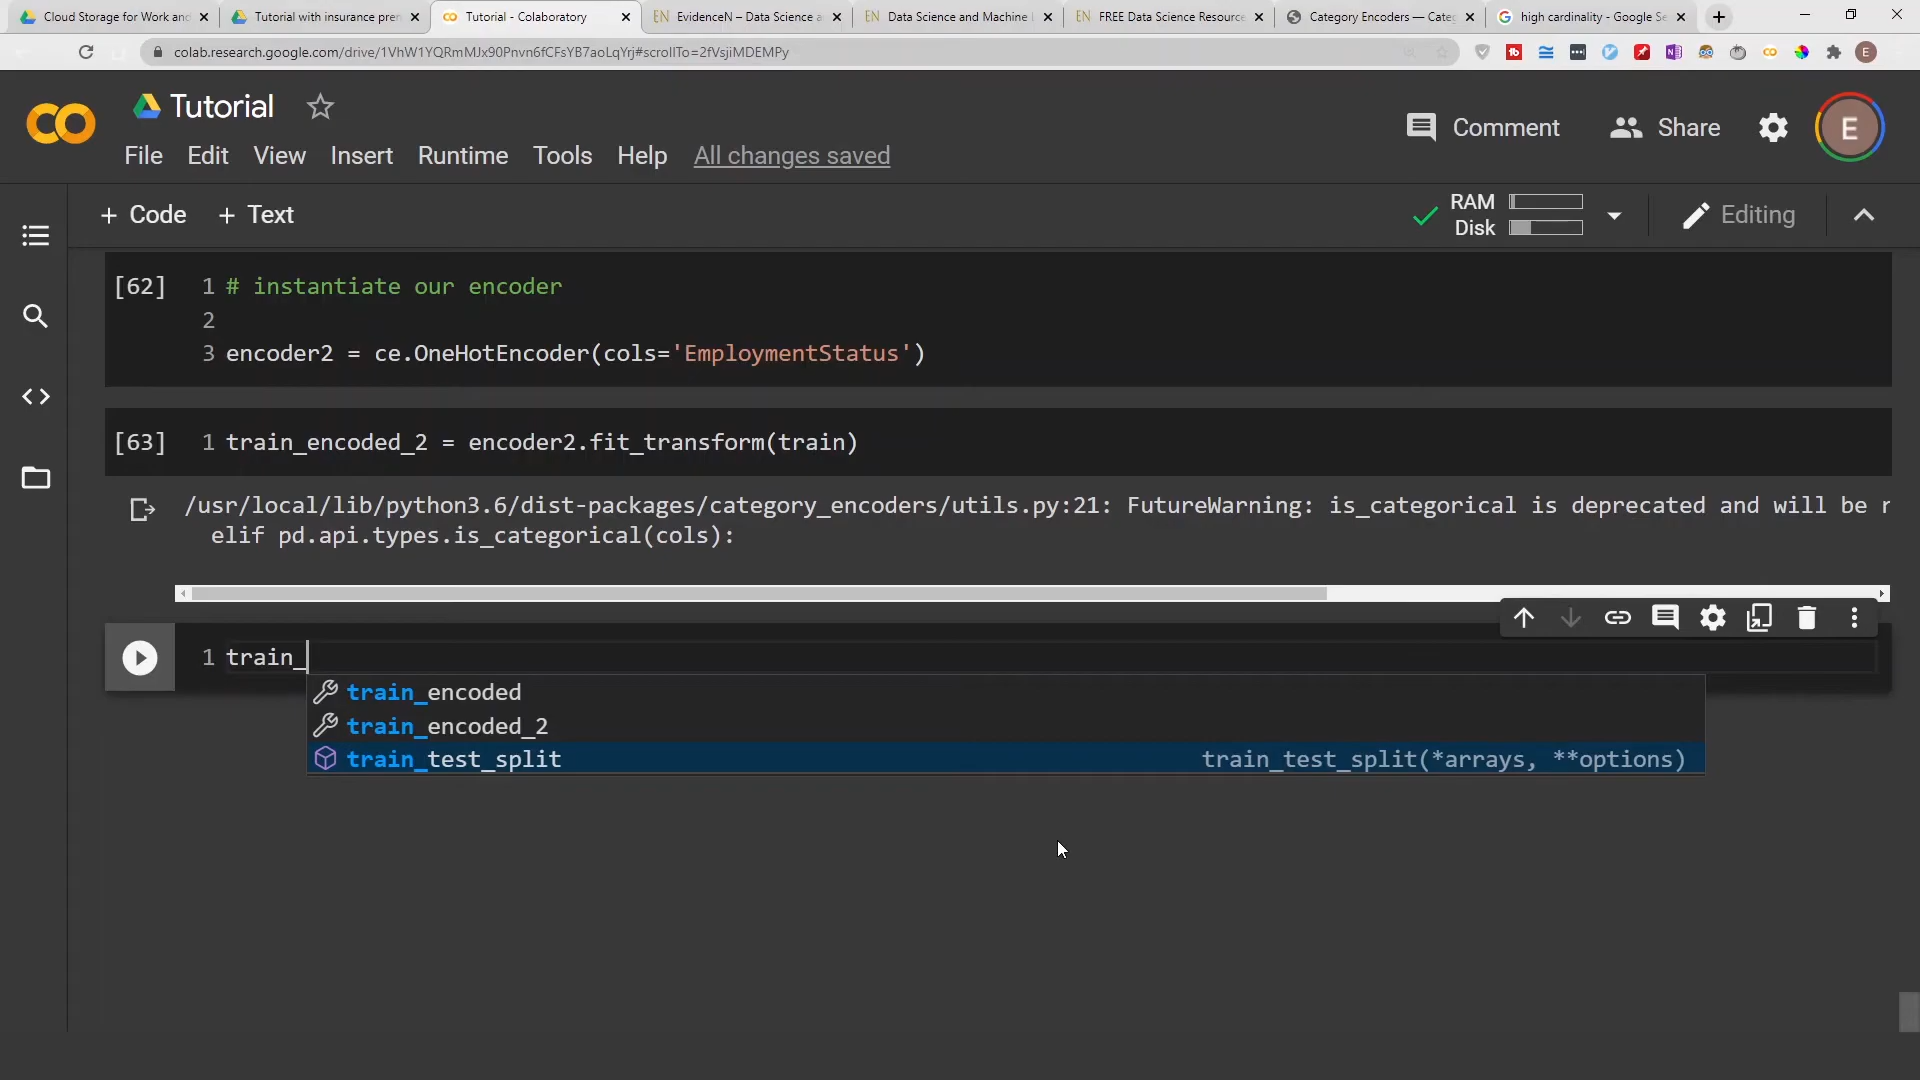 Cloud Storage for Work and
Tutorial with insurance prem
Tutorial - Colaboratory
EN EvidenceN – Data Science a
EN Data Science and Machine
EN FREE Data Science Resource
Category Encoders — Categ
high cardinality - Google Se
colab.research.google.com/drive/1VhW1YQRmMJx90Pnvn6fCFsYB7aoLqYrj#scrollTo=2fVsjiMDEMPy
E
Tutorial
Comment
Share
E
File Edit View Insert Runtime Tools Help All changes saved
+ Code + Text
RAM
Disk
Editing
[62] 1 # instantiate our encoder
2
3 encoder2 = ce.OneHotEncoder(cols='EmploymentStatus')
[63] 1 train_encoded_2 = encoder2.fit_transform(train)
/usr/local/lib/python3.6/dist-packages/category_encoders/utils.py:21: FutureWarning: is_categorical is deprecated and will be r
elif pd.api.types.is_categorical(cols):
1 train_
train_encoded
train_encoded_2
train_test_split train_test_split(*arrays, **options)